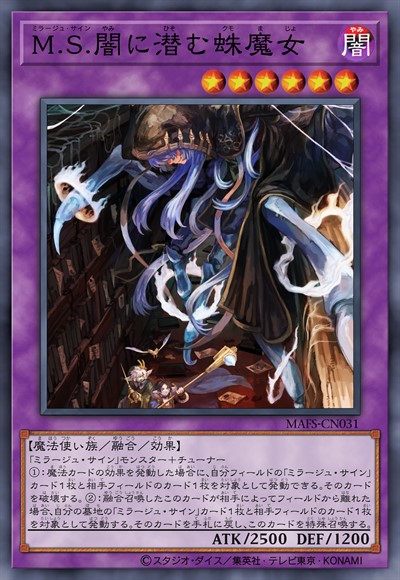 ミラージュ・サイン やみ ひそ クモ ま じょ
M.S.闇に潜む蛛魔女
やみ
闇
MAFS-CN031
【魔法使い族／融合／効果】
「ミラージュ・サイン」モンスター＋チューナー
①：魔法カードの効果を発動した場合に、自分フィールドの「ミラージュ・サイン」
カード1枚と相手フィールドのカード1枚を対象として発動できる。そのカード
を破壊する。②：融合召喚したこのカードが相手によってフィールドから離れた
場合、自分の墓地の「ミラージュ・サイン」カード1枚と相手フィールドのカード1枚
を対象として発動する。そのカードを手札に戻し、このカードを特殊召喚する。
ATK/2500 DEF/1200
©スタジオ・ダイス／集英社・テレビ東京・KONAMI